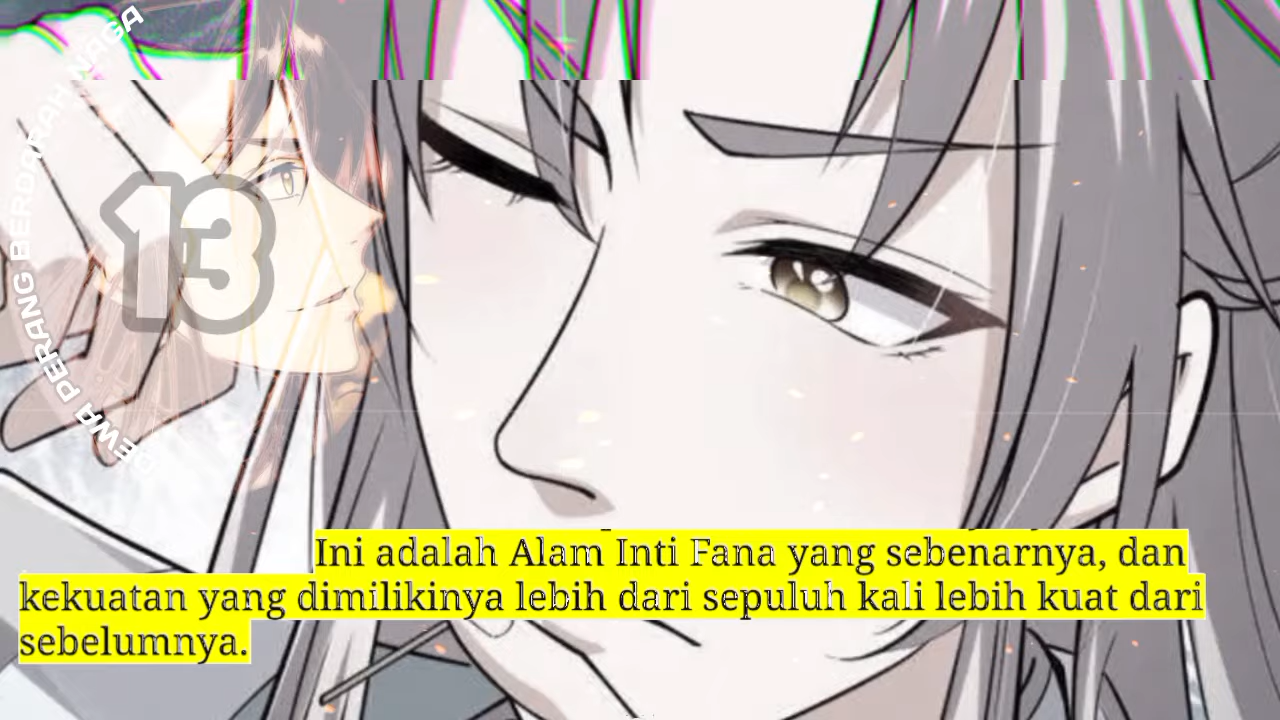 DEWA PERANG BERDARAH NAGA
13
Ini adalah Alam Inti Fana yang sebenarnya, dan
kekuatan yang dimilikinya lebih dari sepuluh kali lebih kuat dari
sebelumnya.